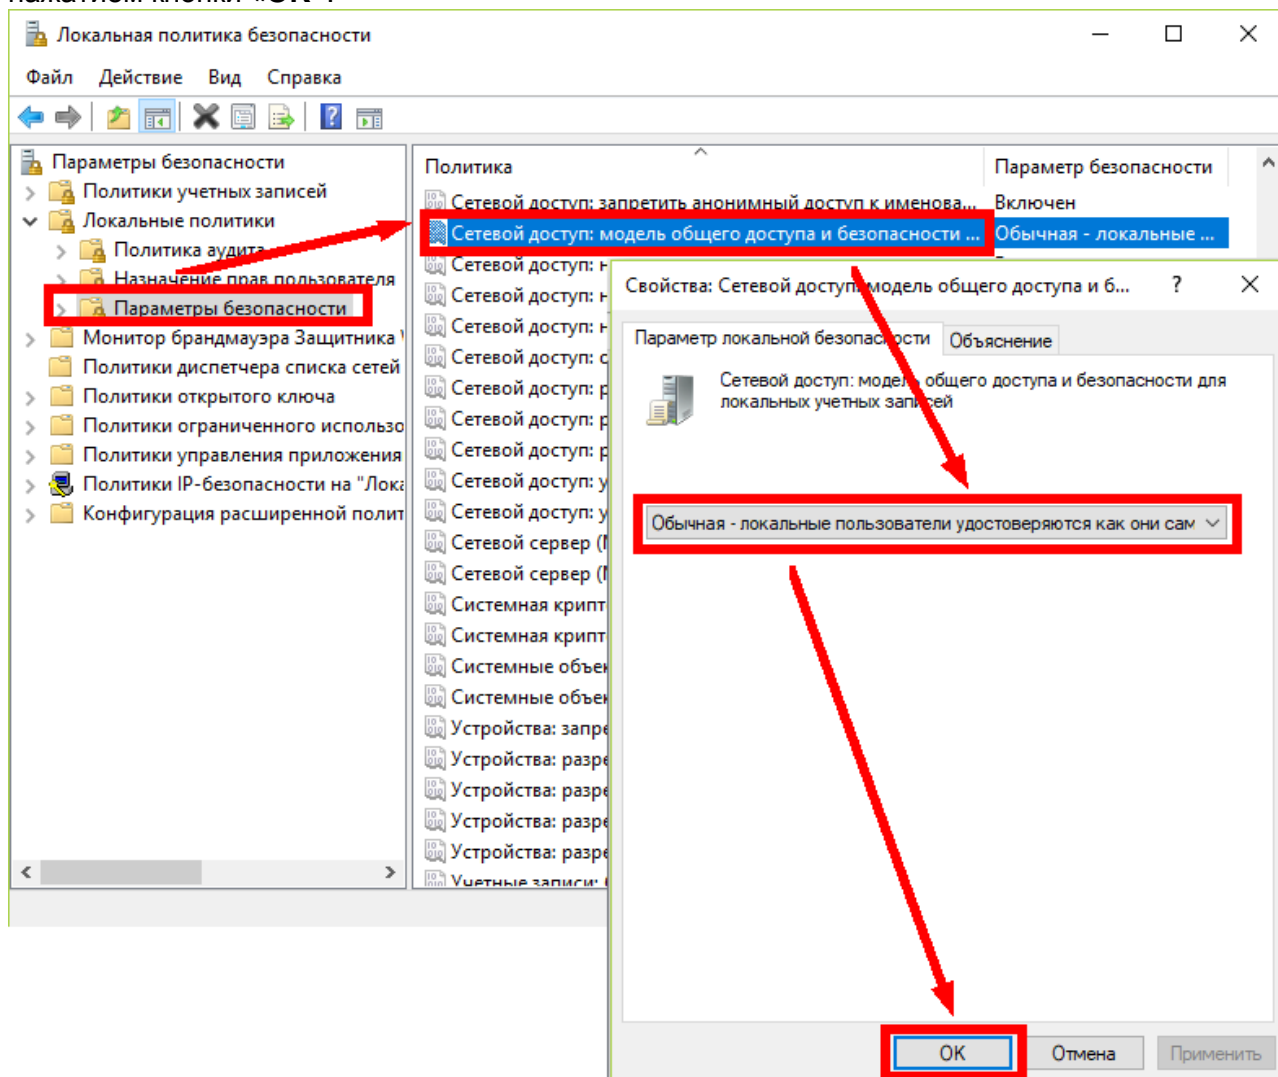 Локальная политика безопасности
Файл Действие Вид Справка
Параметры безопасности
Политики учетных записей
Локальные политики
Политика аудита
Назначение прав пользователя
Параметры безопасности
Монитор брандмауэра Защитника
Политики диспетчера списка сетей
Политики открытого ключа
Политики ограниченного использо
Политики управления приложения
Политики IP-безопасности на "Лока
Конфигурация расширенной полит
Политика Параметр безопасности
Сетевой доступ: запретить анонимный доступ к именова... Включен
Сетевой доступ: модель общего доступа и безопасности ... Обычная - локальные ...
Сетевой доступ: н
Сетевой доступ: н
Сетевой доступ: н
Сетевой доступ: с
Сетевой доступ: р
Сетевой доступ: р
Сетевой доступ: р
Сетевой доступ: у
Сетевой доступ: у
Сетевой сервер (
Сетевой сервер (
Системная крипт
Системная крипт
Системные объек
Системные объек
Устройства: запре
Устройства: разре
Устройства: разре
Устройства: разре
Устройства: разре
Учетные записи:
Свойства: Сетевой доступ: модель общего доступа и б... ?
Параметр локальной безопасности Объяснение
Сетевой доступ: модель общего доступа и безопасности для
локальных учетных записей
Обычная - локальные пользователи удостоверяются как они сам
OK Отмена Применить